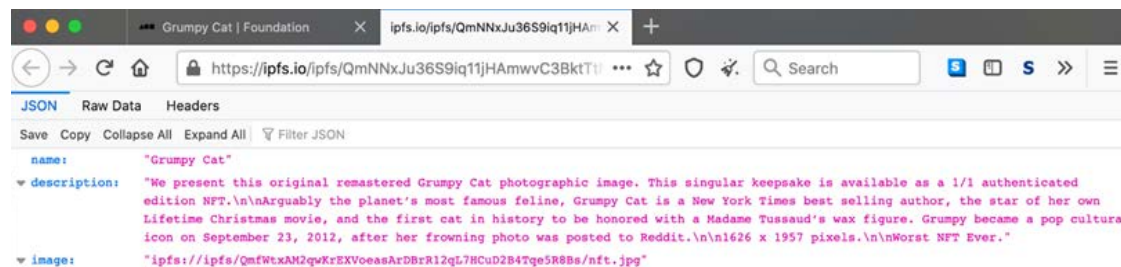 Grumpy Cat | Foundation
ipfs.io/ipfs/QmNNxJu36S9iq11jHAm
https://ipfs.io/ipfs/QmNNxJu36S9iq11jHAmwvC3BktTt
Search
JSON Raw Data Headers
Save Copy Collapse All Expand All Filter JSON
name: "Grumpy Cat"
description: "We present this original remastered Grumpy Cat photographic image. This singular keepsake is available as a 1/1 authenticated
edition NFT.\n\nArguably the planet's most famous feline, Grumpy Cat is a New York Times best selling author, the star of her own
Lifetime Christmas movie, and the first cat in history to be honored with a Madame Tussaud's wax figure. Grumpy became a pop cultura
icon on September 23, 2012, after her frowning photo was posted to Reddit.\n\n1626 x 1957 pixels.\n\nWorst NFT Ever."
image: "ipfs://ipfs/QmfWtxAM2qwKrEXVoeasArDBrR12qL7HCuD2B4Tqe5R8Bs/nft.jpg"